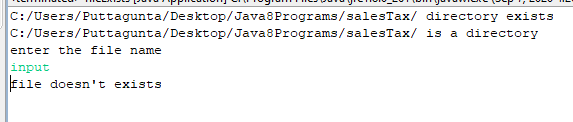 C:/Users/Puttagunta/Desktop/Java8Programs/salesTax/ directory exists
C:/Users/Puttagunta/Desktop/Java8Programs/salesTax/ is a directory
enter the file name
input
file doesn't exists